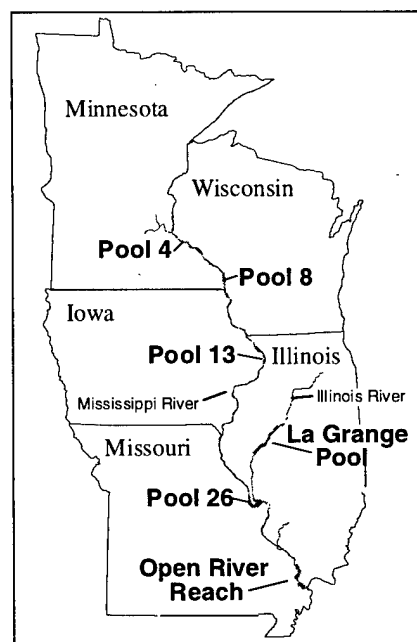 Minnesota
Wisconsin
Pool 4
Pool 8
Iowa
Pool 13
Illinois
Mississippi River
Illinois River
La Grange
Pool
Missouri
Pool 26
Open River
Reach